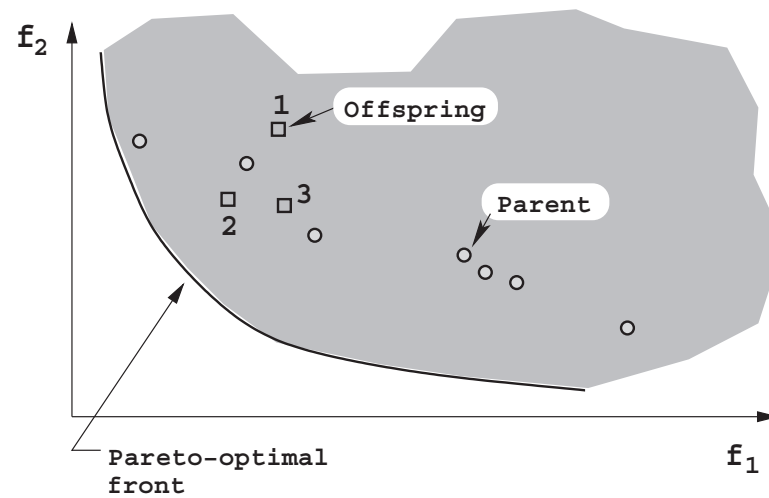 f2
1
Offspring
3
2
Parent
f1
Pareto-optimal
front